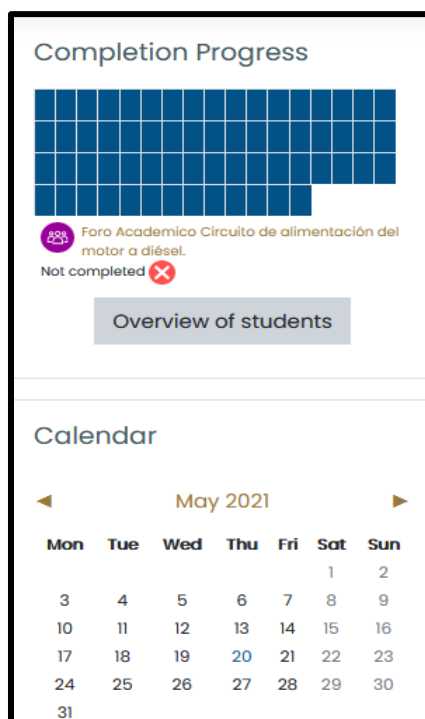 Completion Progress
Foro Academico Circuito de alimentación del
motor a diésel.
Not completed
Overview of students
Calendar
◄ May 2021 ►
Mon Tue Wed Thu Fri Sat Sun
1 2
3 4 5 6 7 8 9
10 11 12 13 14 15 16
17 18 19 20 21 22 23
24 25 26 27 28 29 30
31